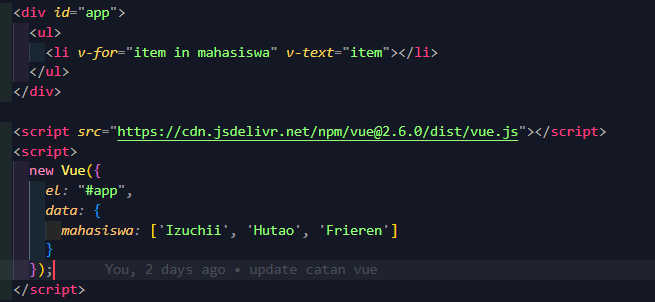 <div id="app">
<ul>
<li v-for="item in mahasiswa" v-text="item"></li>
</ul>
</div>
<script src="https://cdn.jsdelivr.net/npm/vue@2.6.0/dist/vue.js"></script>
<script>
new Vue({
el: "#app",
data: {
mahasiswa: ['Izuchii', 'Hutao', 'Frieren']
}
}); You, 2 days ago • update catan vue
</script>